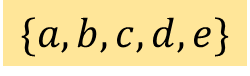 {a, b, c, d, e}